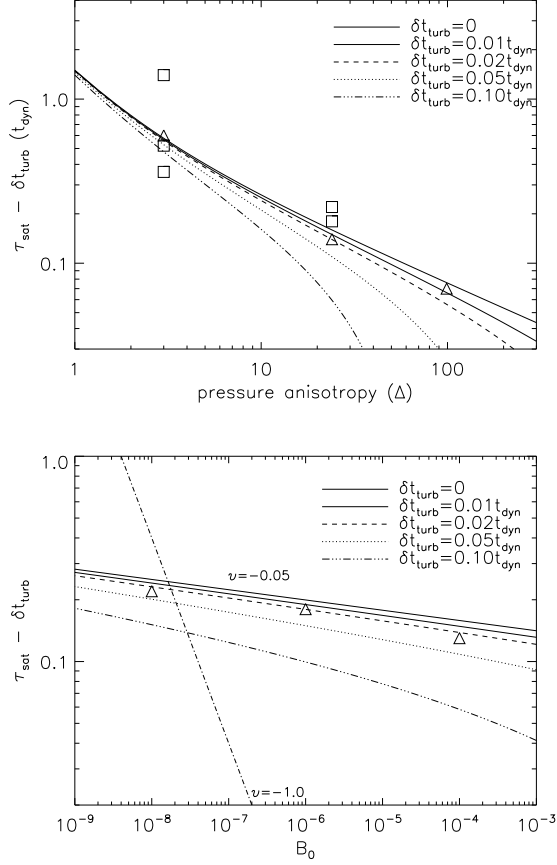 δt_turb=0
δt_turb=0.01t_dyn
δt_turb=0.02t_dyn
δt_turb=0.05t_dyn
δt_turb=0.10t_dyn
1.0
0.1
τ_sat − δt_turb (t_dyn)
1 10 100
pressure anisotropy (Δ)
1.0
δt_turb=0
δt_turb=0.01t_dyn
δt_turb=0.02t_dyn
δt_turb=0.05t_dyn
δt_turb=0.10t_dyn
υ=−0.05
0.1
τ_sat − δt_turb
υ=−1.0
10⁻⁹ 10⁻⁸ 10⁻⁷ 10⁻⁶ 10⁻⁵ 10⁻⁴ 10⁻³
B₀